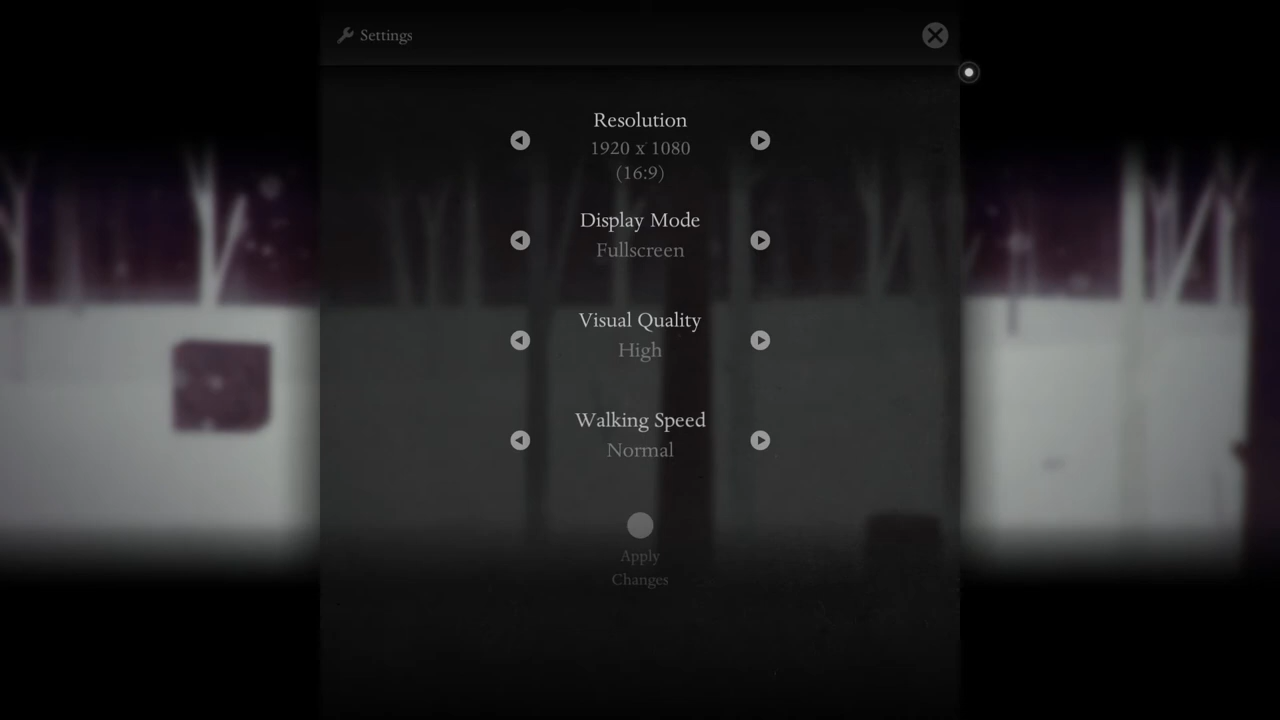 Settings
Resolution
1920 x 1080
(16:9)
Display Mode
Fullscreen
Visual Quality
High
Walking Speed
Normal
Apply
Changes